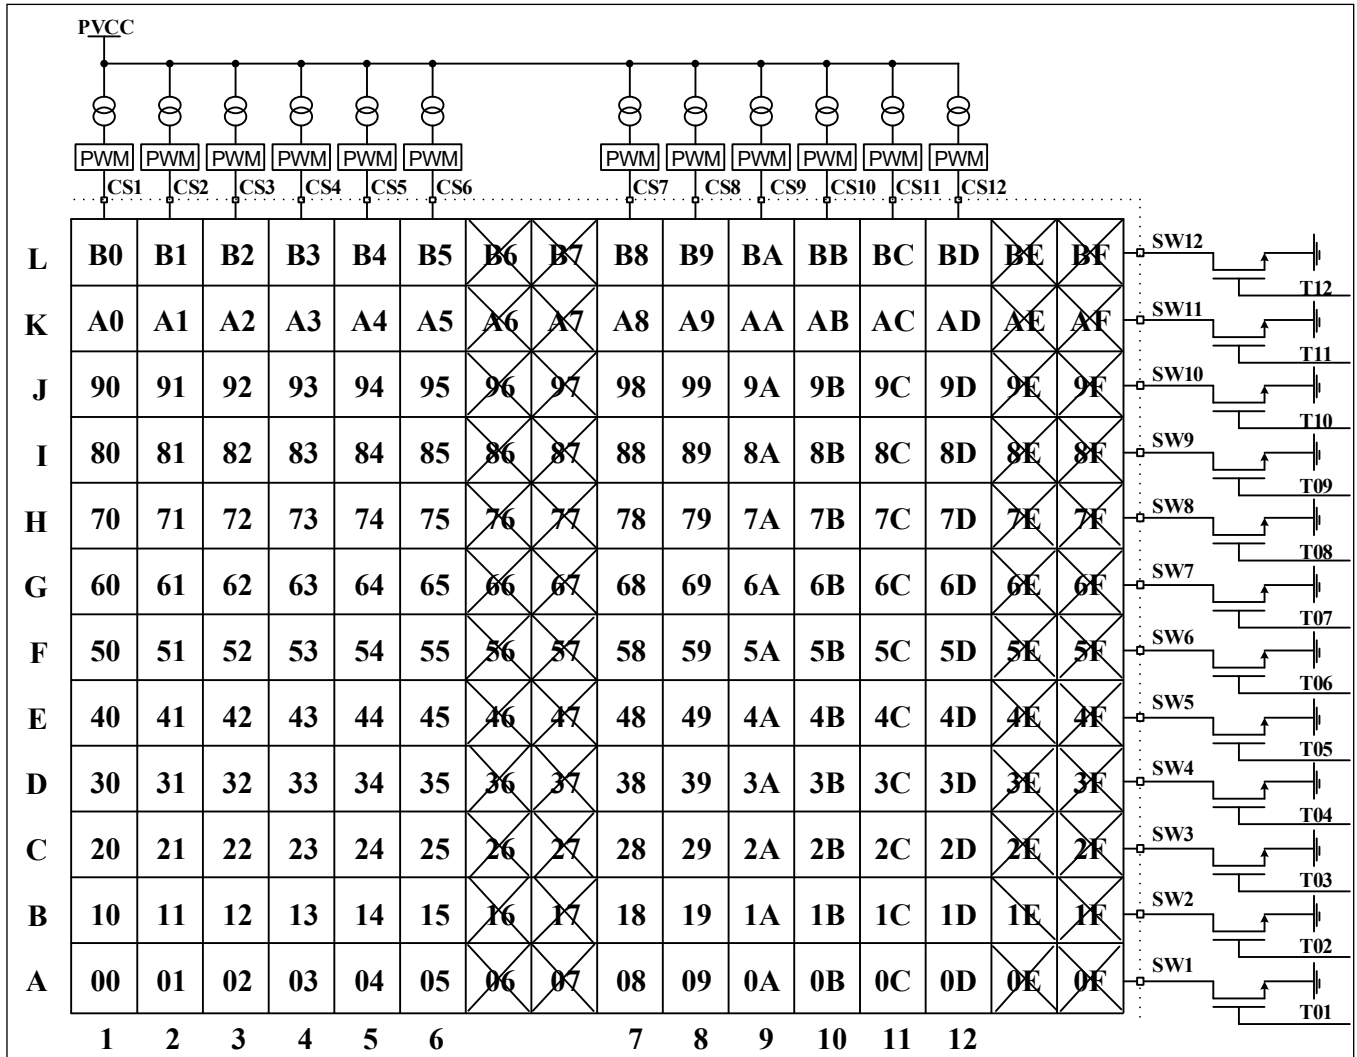 PVCC
PWM PWM PWM PWM PWM PWM PWM PWM PWM PWM PWM PWM
CS1 CS2 CS3 CS4 CS5 CS6 CS7 CS8 CS9 CS10 CS11 CS12
L B0 B1 B2 B3 B4 B5 B6 B7 B8 B9 BA BB BC BD BE BF SW12
T12
K A0 A1 A2 A3 A4 A5 A6 A7 A8 A9 AA AB AC AD AE AF SW11
T11
J 90 91 92 93 94 95 96 97 98 99 9A 9B 9C 9D 9E 9F SW10
T10
I 80 81 82 83 84 85 86 87 88 89 8A 8B 8C 8D 8E 8F SW9
T09
H 70 71 72 73 74 75 76 77 78 79 7A 7B 7C 7D 7E 7F SW8
T08
G 60 61 62 63 64 65 66 67 68 69 6A 6B 6C 6D 6E 6F SW7
T07
F 50 51 52 53 54 55 56 57 58 59 5A 5B 5C 5D 5E 5F SW6
T06
E 40 41 42 43 44 45 46 47 48 49 4A 4B 4C 4D 4E 4F SW5
T05
D 30 31 32 33 34 35 36 37 38 39 3A 3B 3C 3D 3E 3F SW4
T04
C 20 21 22 23 24 25 26 27 28 29 2A 2B 2C 2D 2E 2F SW3
T03
B 10 11 12 13 14 15 16 17 18 19 1A 1B 1C 1D 1E 1F SW2
T02
A 00 01 02 03 04 05 06 07 08 09 0A 0B 0C 0D 0E 0F SW1
T01
1 2 3 4 5 6 7 8 9 10 11 12